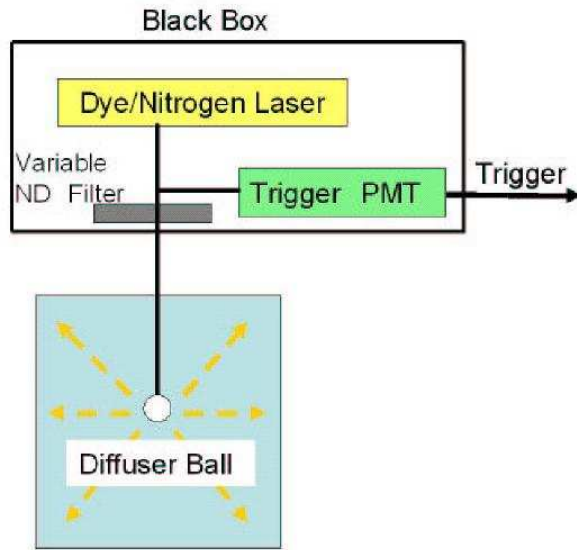 Black Box
Dye/Nitrogen Laser
Variable
ND Filter
Trigger PMT
Trigger
Diffuser Ball